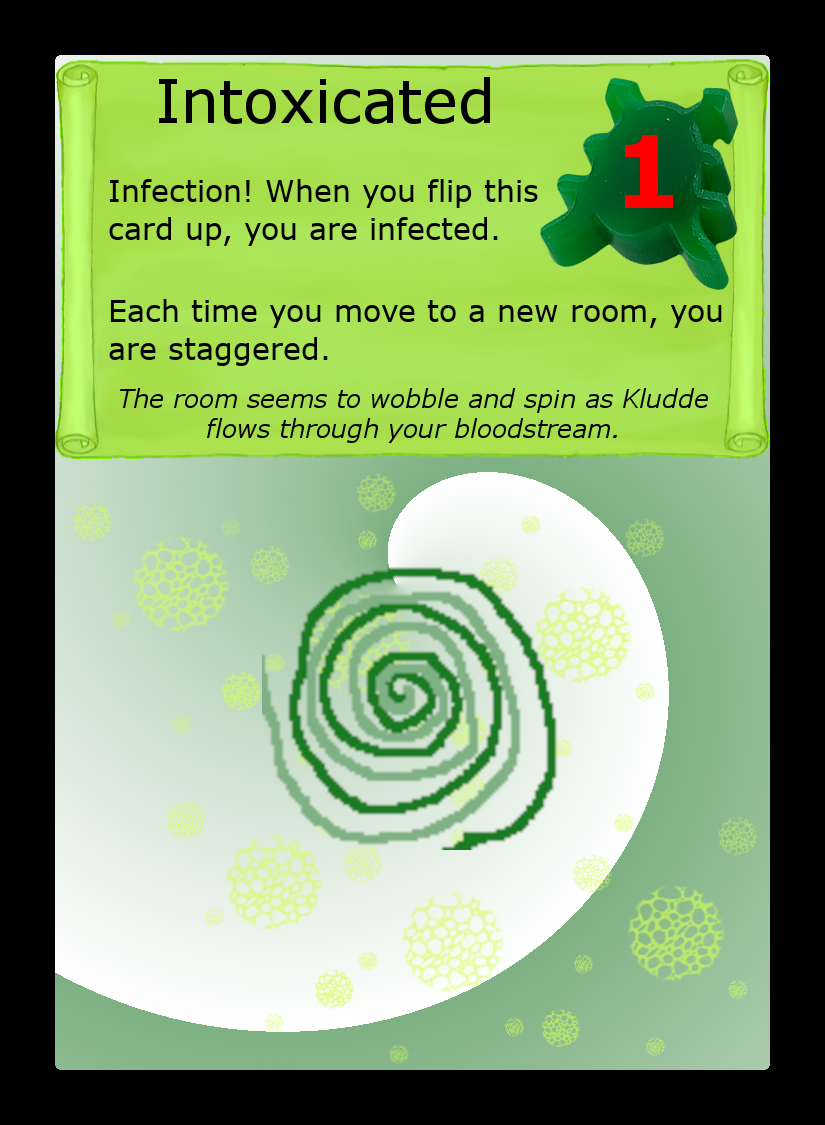 Intoxicated
1
Infection! When you flip this
card up, you are infected.
Each time you move to a new room, you
are staggered.
The room seems to wobble and spin as Kludde
flows through your bloodstream.